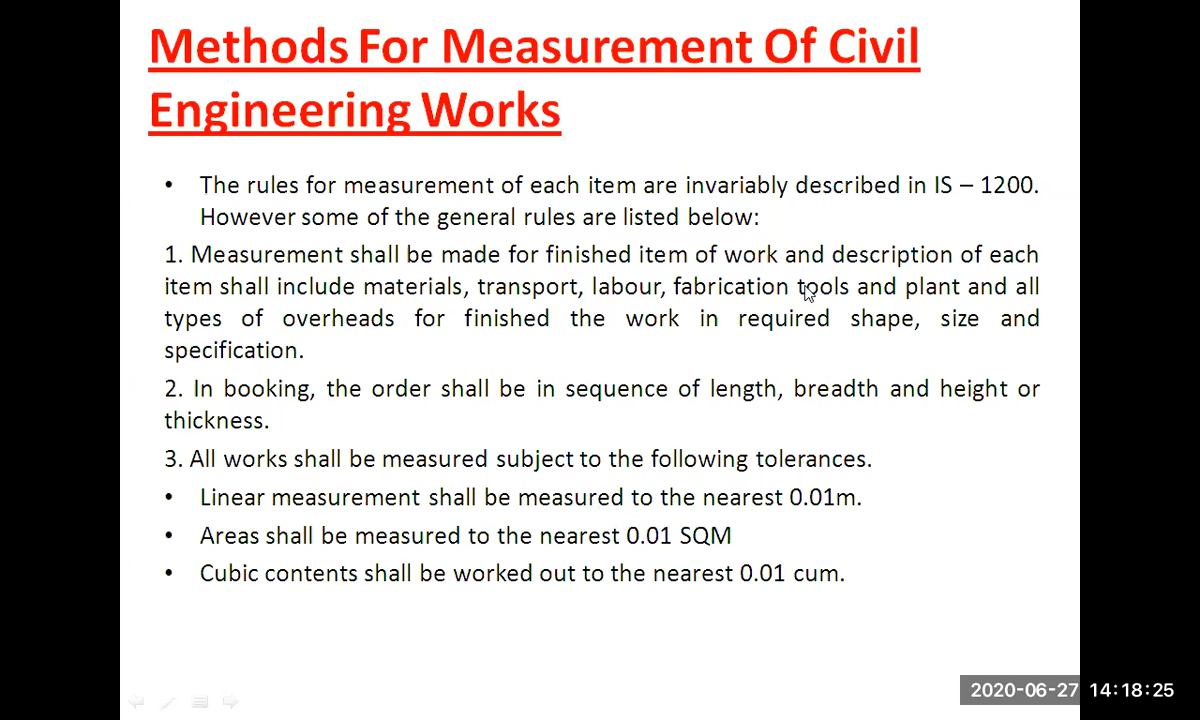 Methods For Measurement Of Civil
Engineering Works
• The rules for measurement of each item are invariably described in IS – 1200.
However some of the general rules are listed below:
1. Measurement shall be made for finished item of work and description of each
item shall include materials, transport, labour, fabrication tools and plant and all
types of overheads for finished the work in required shape, size and
specification.
2. In booking, the order shall be in sequence of length, breadth and height or
thickness.
3. All works shall be measured subject to the following tolerances.
• Linear measurement shall be measured to the nearest 0.01m.
• Areas shall be measured to the nearest 0.01 SQM
• Cubic contents shall be worked out to the nearest 0.01 cum.
2020-06-27 14:18:25